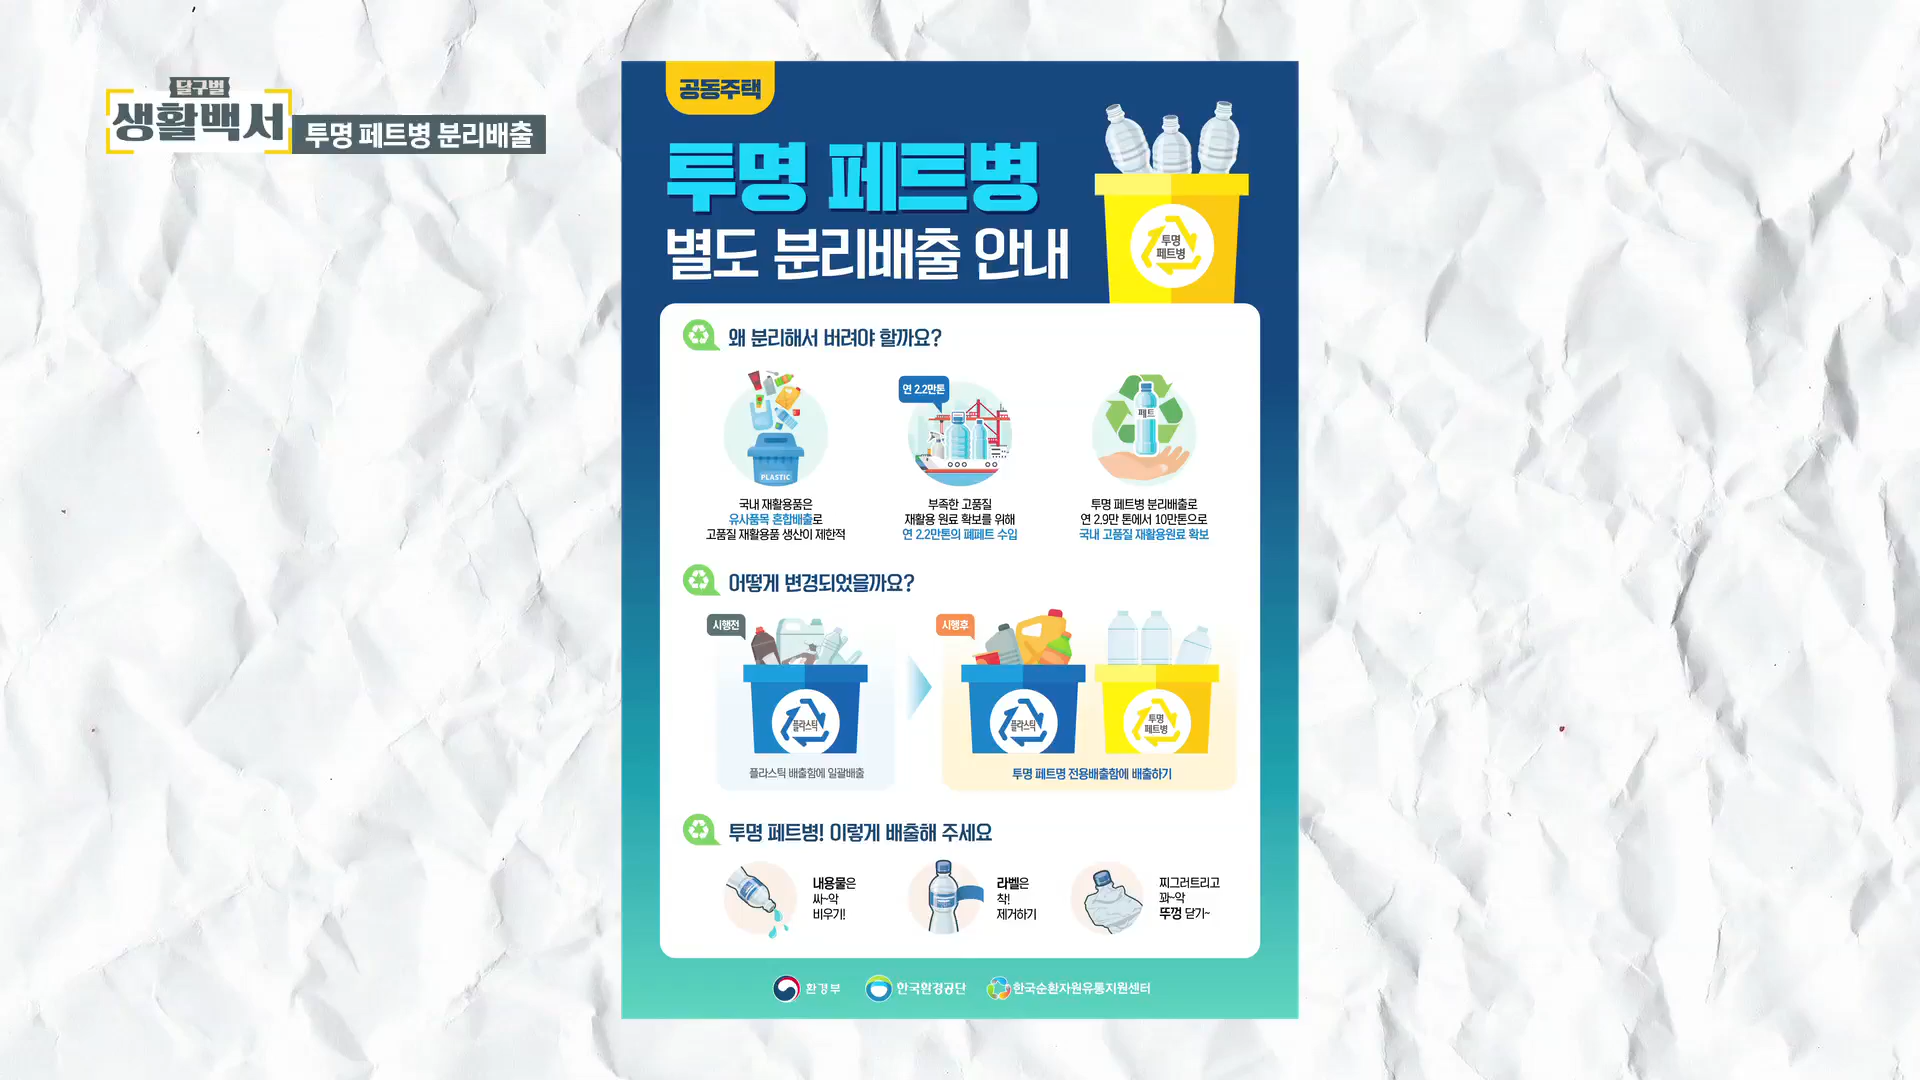 달구벌
생활백서
투명 페트병 분리배출
공동주택
투명 페트병
별도 분리배출 안내
투명
페트병
왜 분리해서 버려야 할까요?
PLASTIC
국내 재활용품은
유사품목 혼합배출로
고품질 재활용품 생산이 제한적
연 2.2만톤
부족한 고품질
재활용 원료 확보를 위해
연 2.2만톤의 폐페트 수입
페트
투명 페트병 분리배출로
연 2.9만 톤에서 10만톤으로
국내 고품질 재활용원료 확보
어떻게 변경되었을까요?
시행전
플라스틱
플라스틱 배출함에 일괄배출
시행후
플라스틱
투명
페트병
투명 페트명 전용배출함에 배출하기
투명 페트병! 이렇게 배출해 주세요
내용물은
싸~악
비우기!
라벨은
착!
제거하기
찌그러트리고
꽈~악
뚜껑 닫기~
환경부
한국환경공단
한국순환자원유통지원센터